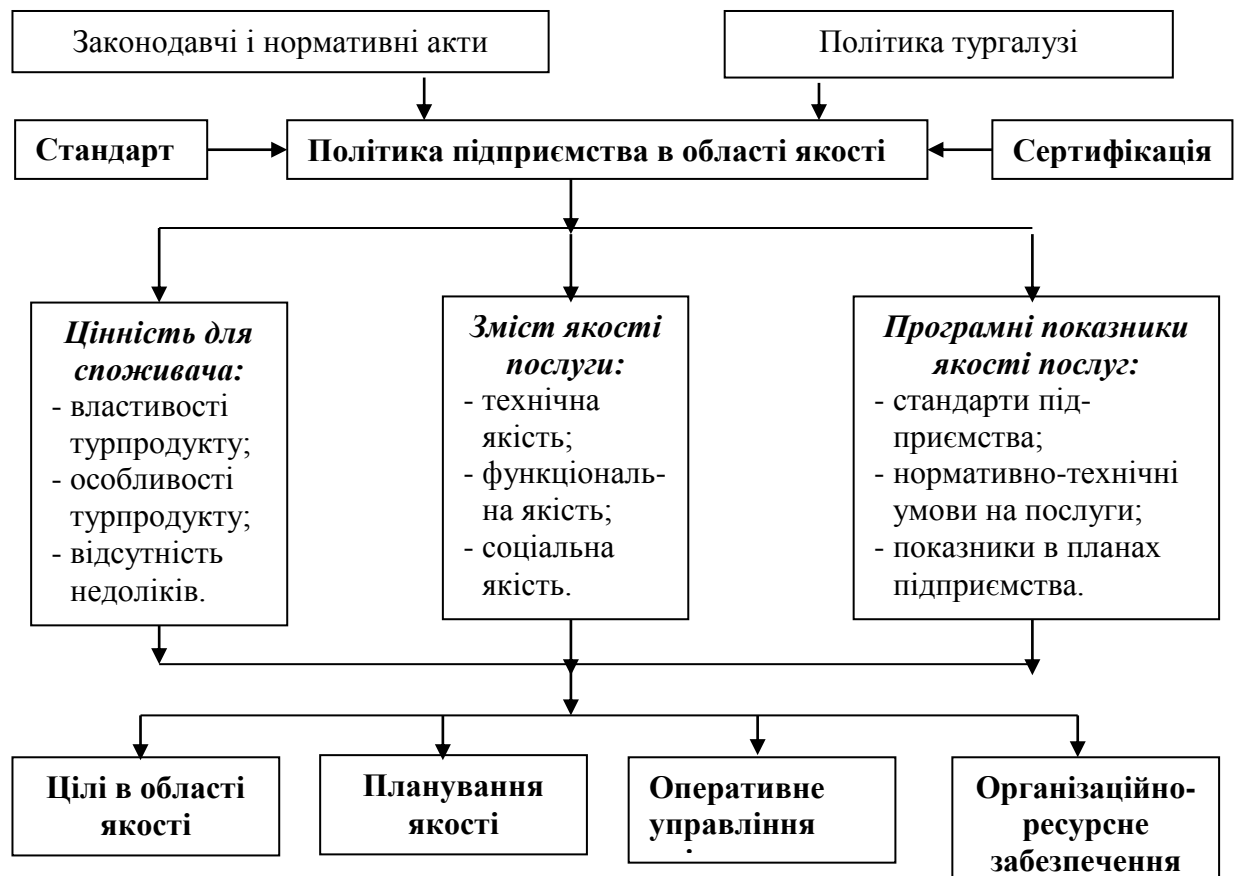 Законодавчі і нормативні акти
Політика тургалузі
Стандарт
Політика підприємства в області якості
Сертифікація
Цінність для
споживача:
- властивості
турпродукту;
- особливості
турпродукту;
- відсутність
недоліків.
Зміст якості
послуги:
- технічна
якість;
- функціональ-
на якість;
- соціальна
якість.
Програмні показники
якості послуг:
- стандарти під-
приємства;
- нормативно-технічні
умови на послуги;
- показники в планах
підприємства.
Цілі в області
якості
Планування
якості
Оперативне
управління
Організаційно-
ресурсне
забезпечення